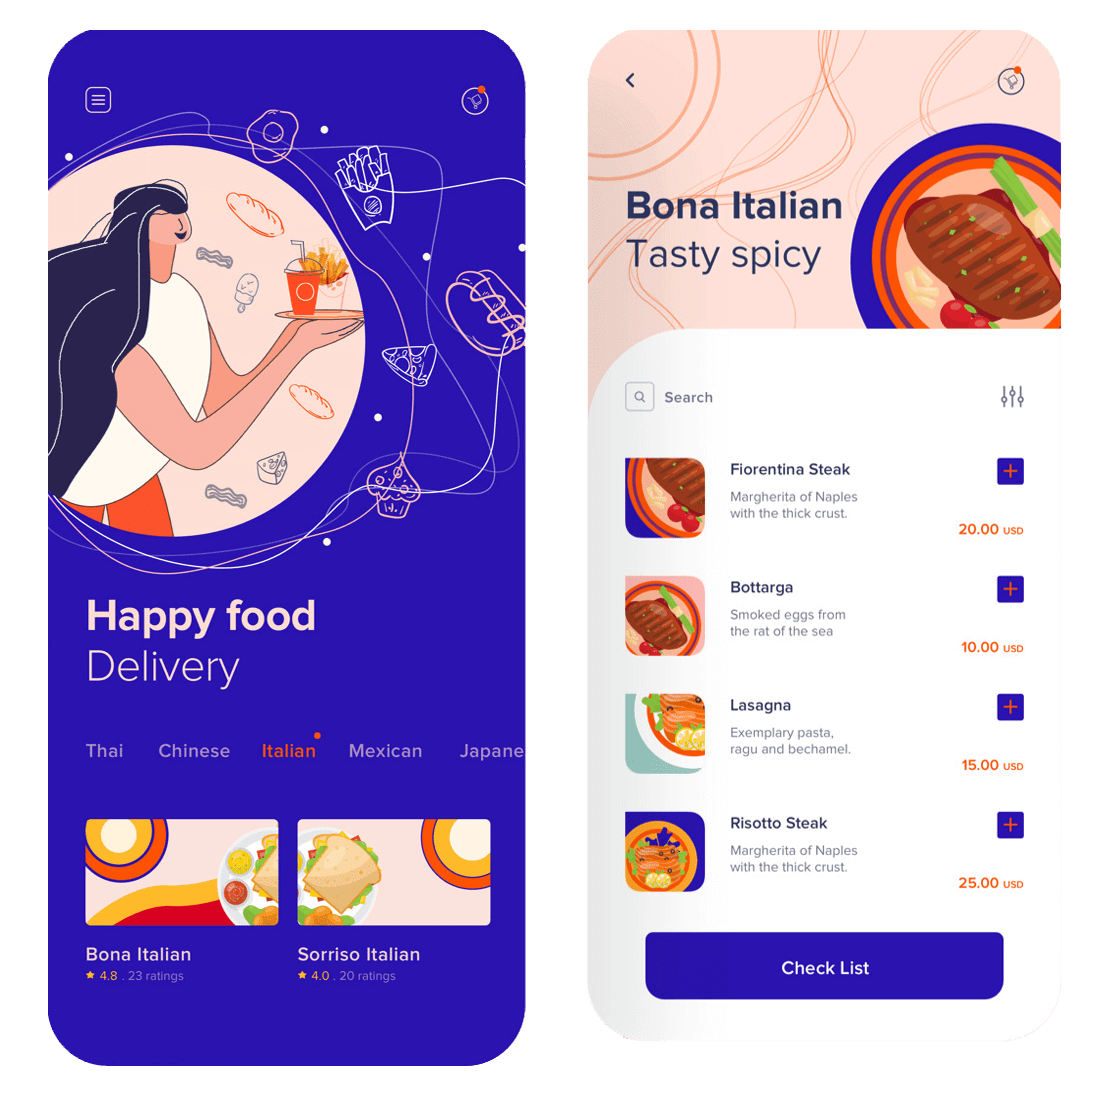 Happy food
Delivery
Thai Chinese Italian Mexican Japane
Bona Italian
4.8 . 23 ratings
Sorriso Italian
4.0 . 20 ratings
Bona Italian
Tasty spicy
Search
Fiorentina Steak
Margherita of Naples
with the thick crust.
20.00 USD
Bottarga
Smoked eggs from
the rat of the sea
10.00 USD
Lasagna
Exemplary pasta,
ragu and bechamel.
15.00 USD
Risotto Steak
Margherita of Naples
with the thick crust.
25.00 USD
Check List